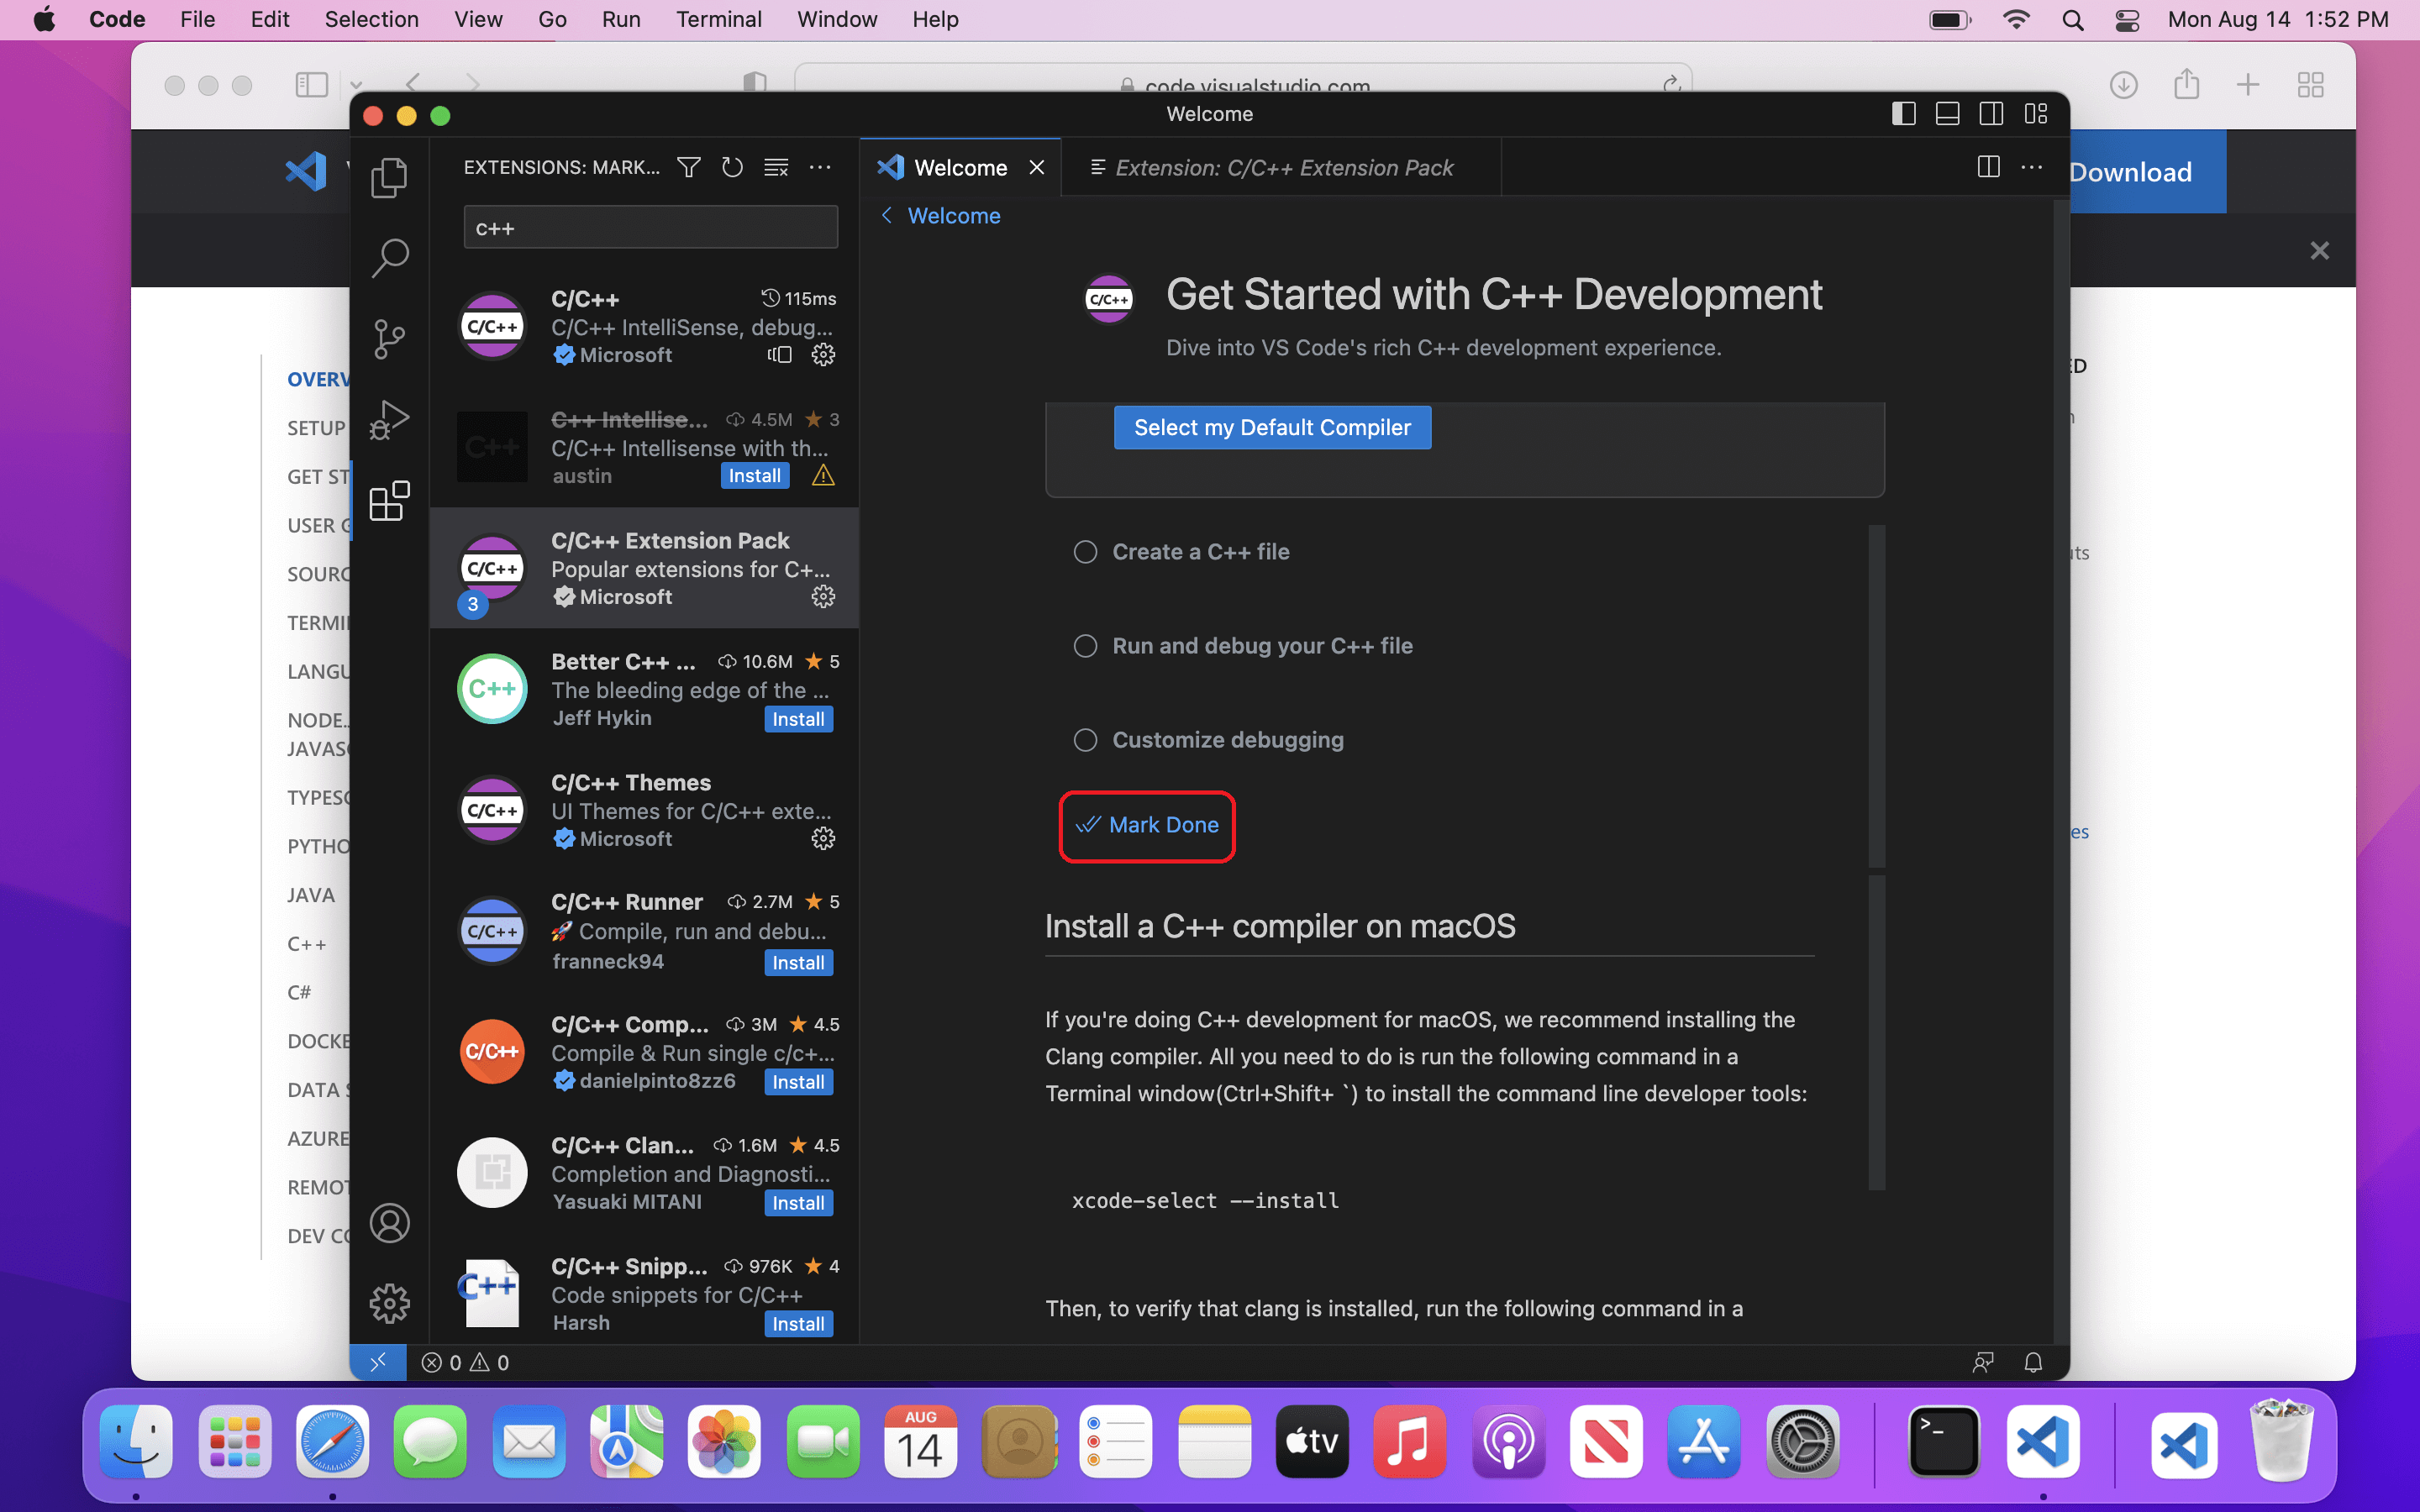 Code File Edit Selection View Go Run Terminal Window Help
Mon Aug 14 1:52 PM
code.visualstudio.com
Welcome
Download
EXTENSIONS: MARK...
Welcome
Extension: C/C++ Extension Pack
c++
Welcome
C/C++
115ms
C/C++ IntelliSense, debug...
Microsoft
C++ Intellise... 4.5M 3
C/C++ Intellisense with th...
austin Install
C/C++ Extension Pack
Popular extensions for C+...
Microsoft
3
Better C++ ... 10.6M 5
The bleeding edge of the ...
Jeff Hykin Install
C/C++ Themes
UI Themes for C/C++ exte...
Microsoft
C/C++ Runner 2.7M 5
🚀 Compile, run and debu...
franneck94 Install
C/C++ Comp... 3M 4.5
Compile & Run single c/c+...
danielpinto8zz6 Install
C/C++ Clan... 1.6M 4.5
Completion and Diagnosti...
Yasuaki MITANI Install
C/C++ Snipp... 976K 4
Code snippets for C/C++
Harsh Install
C/C++
C++
C/C++
C++
C/C++
C/C++
C/C++
C++
C/C++
Get Started with C++ Development
Dive into VS Code's rich C++ development experience.
Select my Default Compiler
Create a C++ file
Run and debug your C++ file
Customize debugging
Mark Done
Install a C++ compiler on macOS
If you're doing C++ development for macOS, we recommend installing the
Clang compiler. All you need to do is run the following command in a
Terminal window(Ctrl+Shift+ `) to install the command line developer tools:
xcode-select --install
Then, to verify that clang is installed, run the following command in a
0 0
OVERV
SETUP
GET ST
USER G
SOURC
TERMI
LANGU
NODE.
JAVASC
TYPESC
PYTHO
JAVA
C++
C#
DOCKE
DATA S
AZURE
REMOT
DEV CO
ED
es
AUG
14
tv
>_